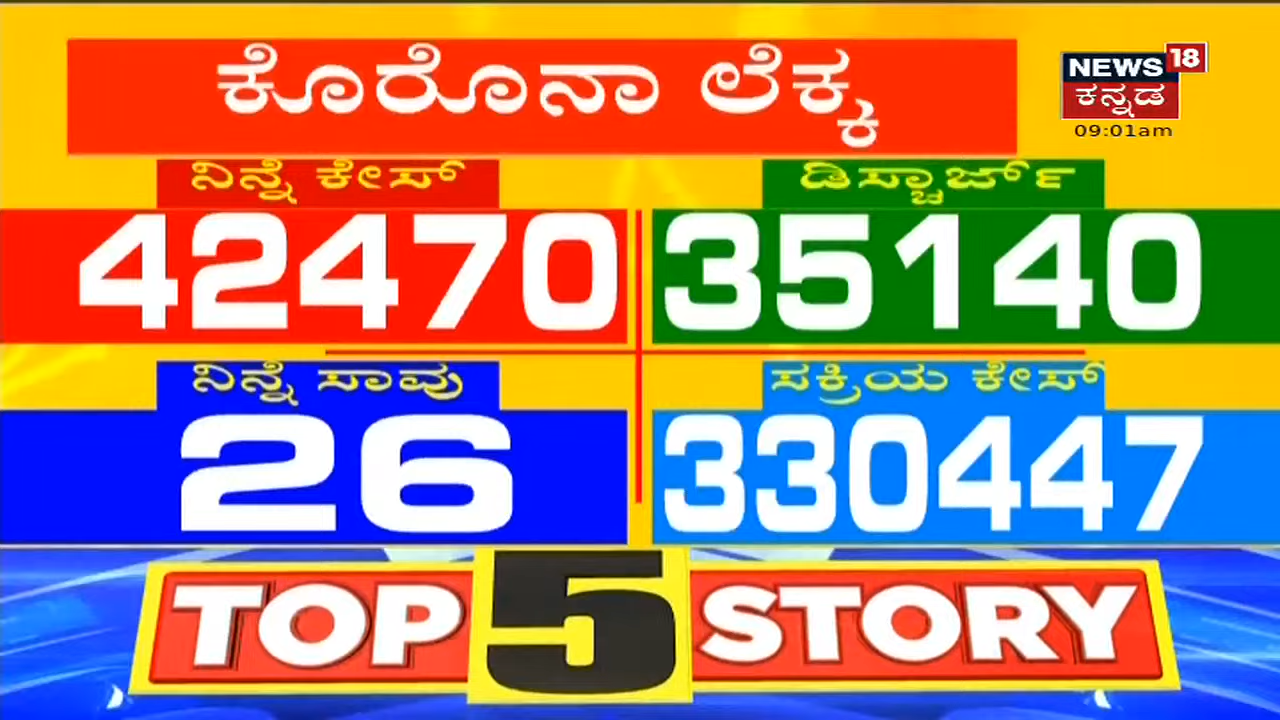 ಕೊರೊನಾ ಲೆಕ್ಕ
NEWS 18
ಕನ್ನಡ
09:01am
ನಿನ್ನೆ ಕೇಸ್
42470
ಡಿಸ್ಚಾರ್ಜ್
35140
ನಿನ್ನೆ ಸಾವು
26
ಸಕ್ರಿಯ ಕೇಸ್
330447
TOP 5 STORY